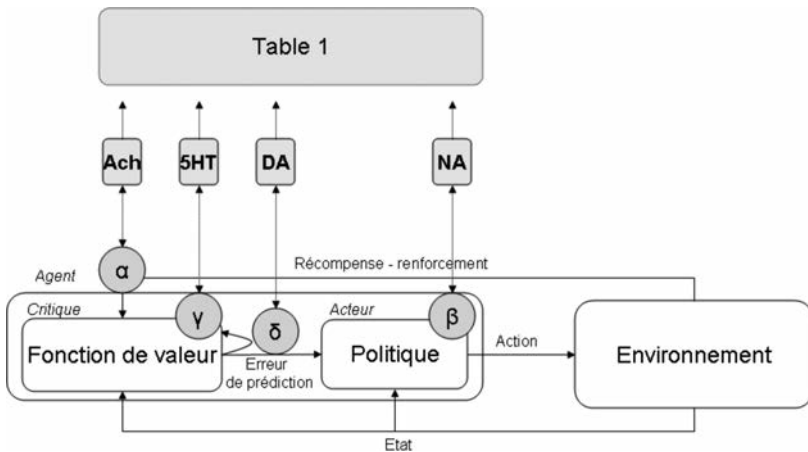 Table 1
Ach 5HT DA NA
Récompense - renforcement
Agent
α
Critique
γ
δ
Acteur
β
Fonction de valeur
Politique
Action
Environnement
Erreur
de prédiction
Etat